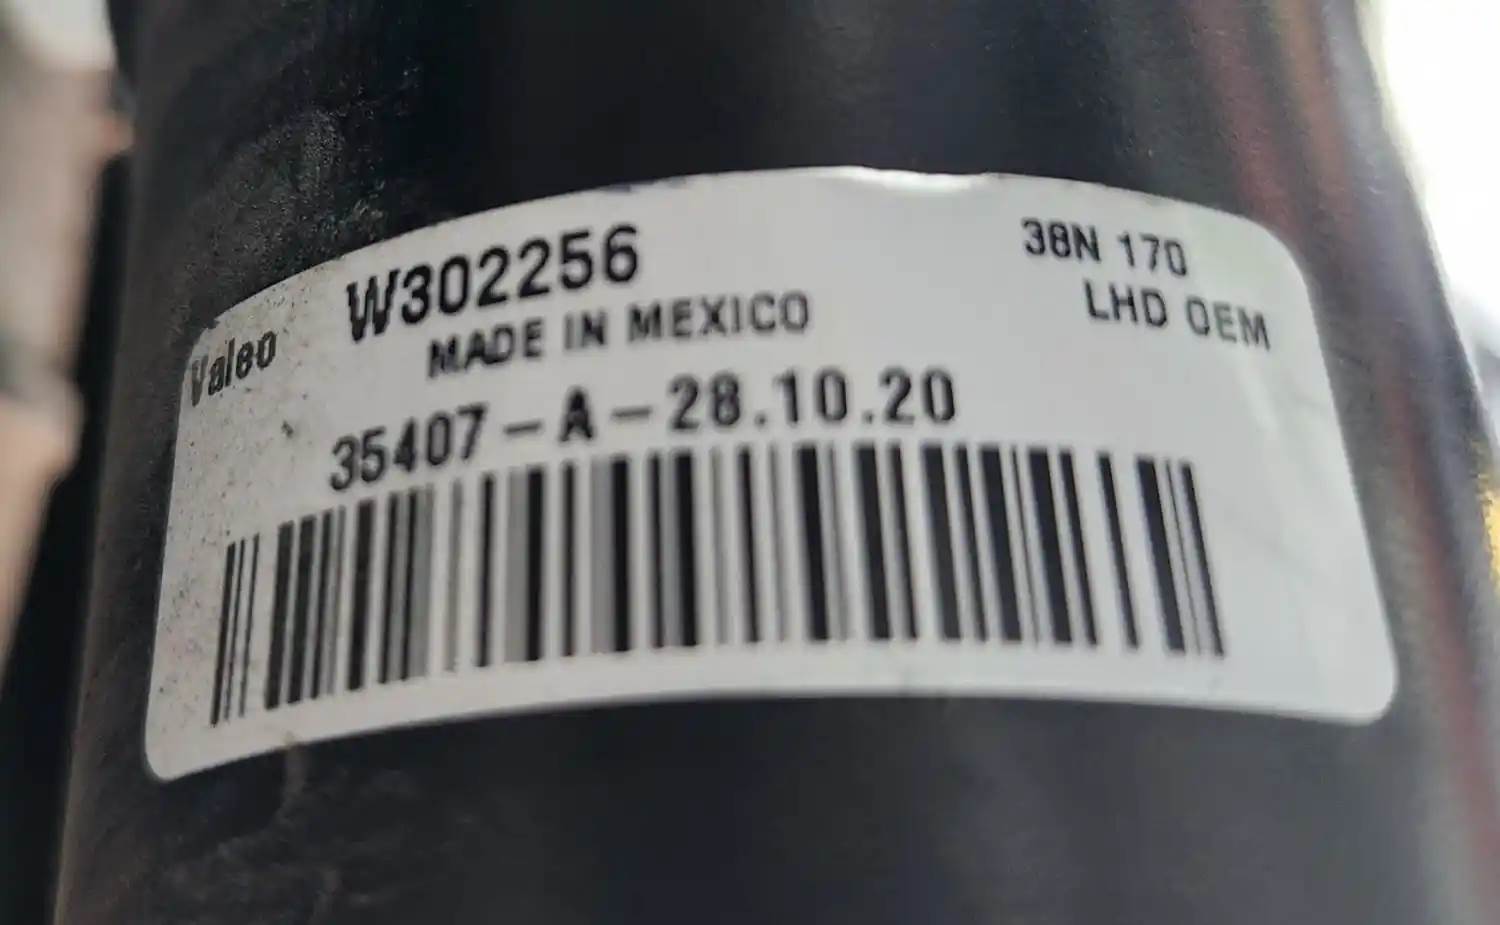 Valeo W302256 38N 170
MADE IN MEXICO LHD OEM
35407-A-28.10.20